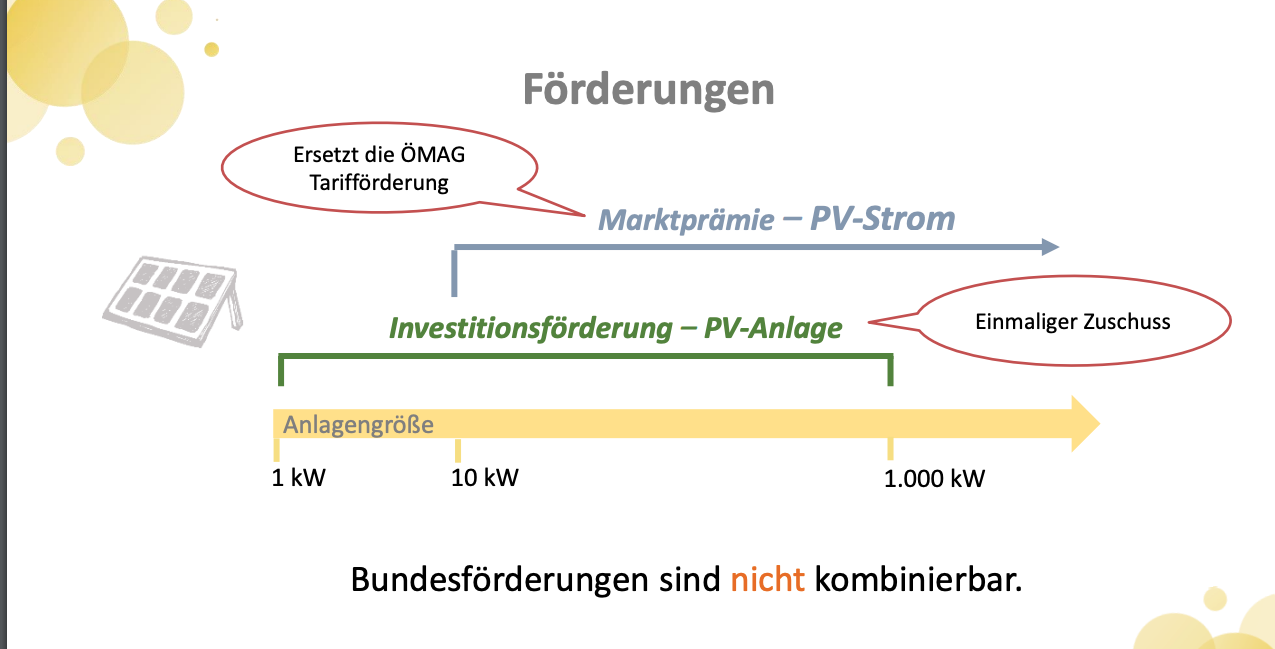 Förderungen
Ersetzt die ÖMAG
Tarifförderung
Marktprämie – PV-Strom
Investitionsförderung – PV-Anlage
Einmaliger Zuschuss
Anlagengröße
1 kW
10 kW
1.000 kW
Bundesförderungen sind nicht kombinierbar.